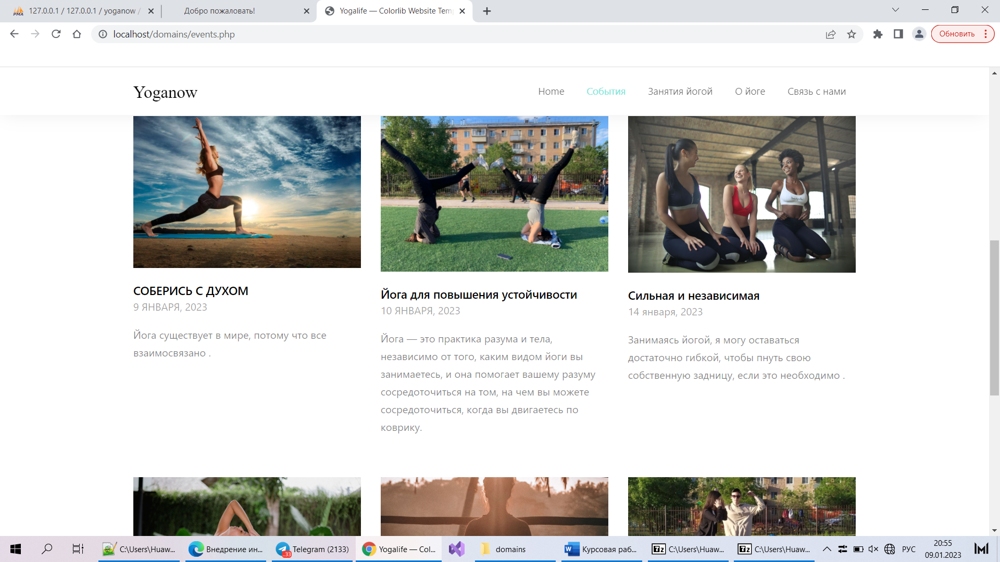 127.0.0.1 / 127.0.0.1 / yoganow /
Добро пожаловать!
Yogalife — Colorlib Website Tem
localhost/domains/events.php
Обновить
Yoganow
Home
События
Занятия йогой
О йоге
Связь с нами
СОБЕРИСЬ С ДУХОМ
9 ЯНВАРЯ, 2023
Йога существует в мире, потому что все
взаимосвязано .
Йога для повышения устойчивости
10 ЯНВАРЯ, 2023
Йога — это практика разума и тела,
независимо от того, каким видом йоги вы
занимаетесь, и она помогает вашему разуму
сосредоточиться на том, на чем вы можете
сосредоточиться, когда вы двигаетесь по
коврику.
Сильная и независимая
14 января, 2023
Занимаясь йогой, я могу оставаться
достаточно гибкой, чтобы пнуть свою
собственную задницу, если это необходимо .
C:\Users\Huaw...
Внедрение ин...
Telegram (2133)
..33
Yogalife — Col...
domains
Курсовая раб...
C:\Users\Huaw...
C:\Users\Huaw...
РУС
20:55
09.01.2023